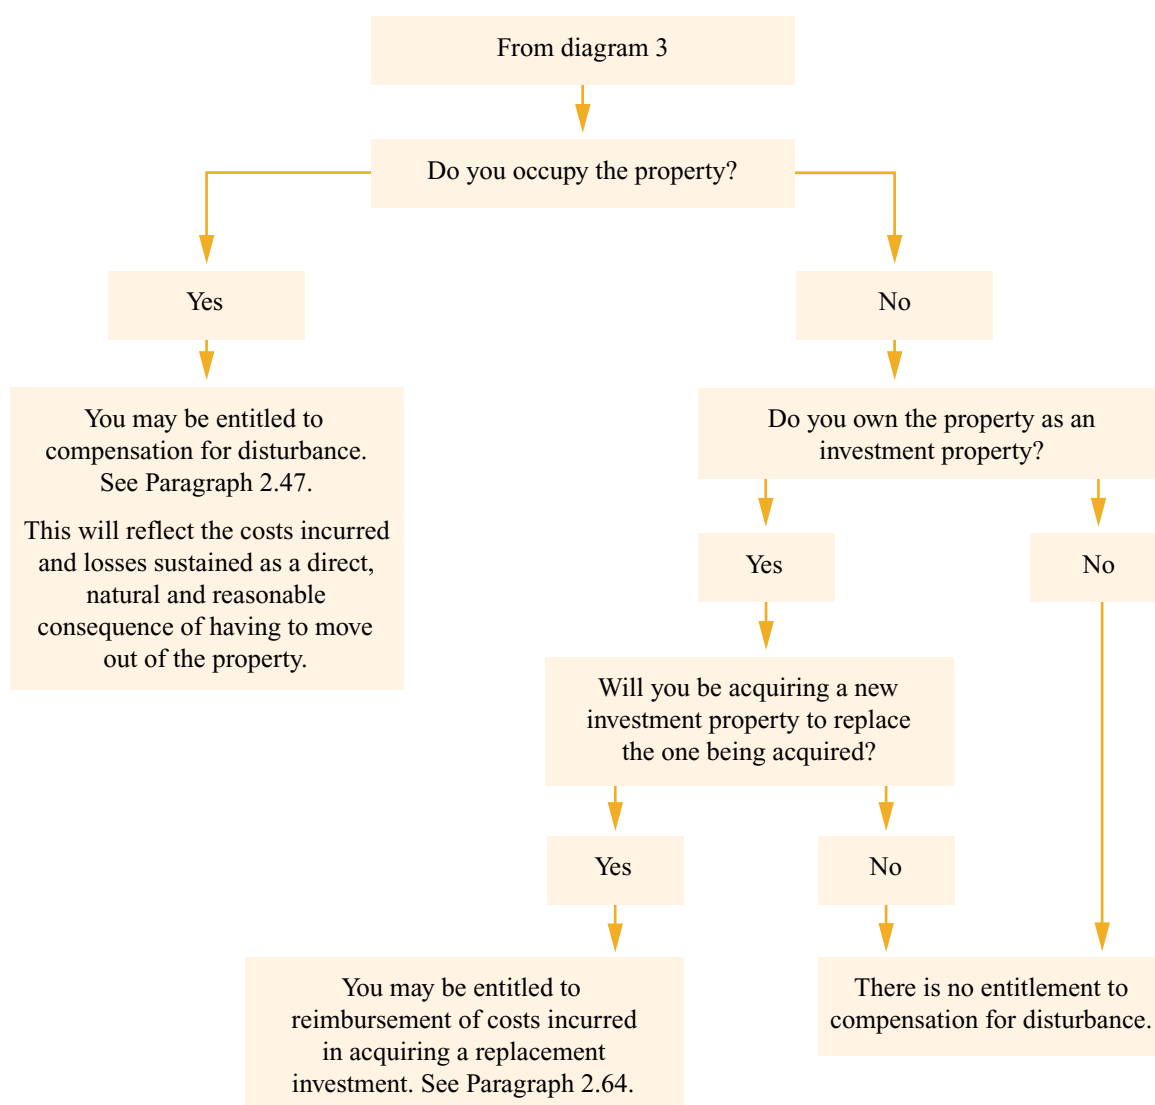 From diagram 3
Do you occupy the property?
Yes
No
You may be entitled to
compensation for disturbance.
See Paragraph 2.47.
This will reflect the costs incurred
and losses sustained as a direct,
natural and reasonable
consequence of having to move
out of the property.
Do you own the property as an
investment property?
Yes
No
Will you be acquiring a new
investment property to replace
the one being acquired?
Yes
No
You may be entitled to
reimbursement of costs incurred
in acquiring a replacement
investment. See Paragraph 2.64.
There is no entitlement to
compensation for disturbance.